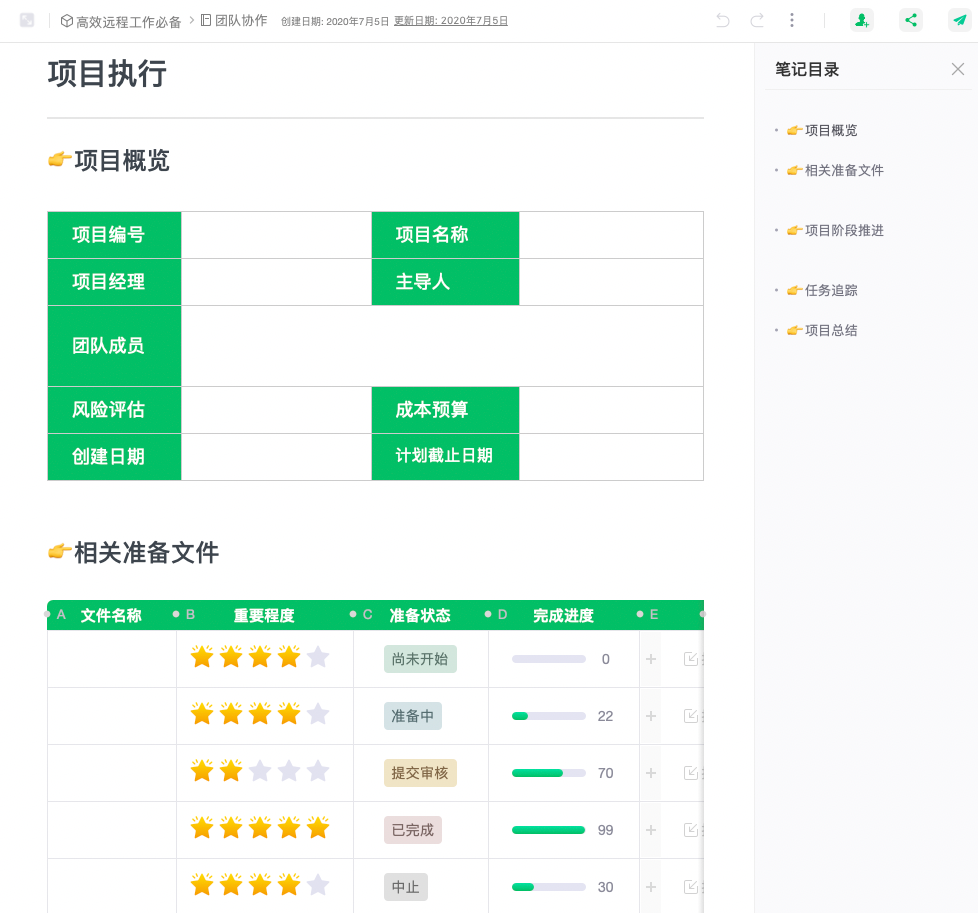 高效远程工作必备 > 团队协作 创建日期: 2020年7月5日 更新日期: 2020年7月5日
项目执行
👉项目概览
项目编号 项目名称
项目经理 主导人
团队成员
风险评估 成本预算
创建日期 计划截止日期
👉相关准备文件
A 文件名称 B 重要程度 C 准备状态 D 完成进度 E
尚未开始 0
准备中 22
提交审核 70
已完成 99
中止 30
笔记目录
• 👉项目概览
• 👉相关准备文件
• 👉项目阶段推进
• 👉任务追踪
• 👉项目总结